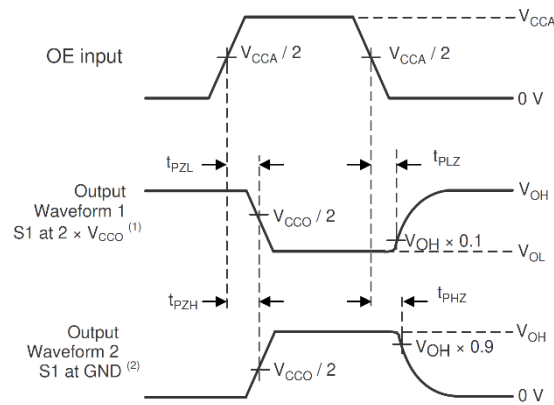 V_CCA
OE input
V_CCA / 2
V_CCA / 2
0 V
t_PZL
t_PLZ
Output
Waveform 1
S1 at 2 × V_CCO (1)
V_CCO / 2
V_OH
V_OH × 0.1
V_OL
t_PZH
t_PHZ
Output
Waveform 2
S1 at GND (2)
V_CCO / 2
V_OH
V_OH × 0.9
0 V